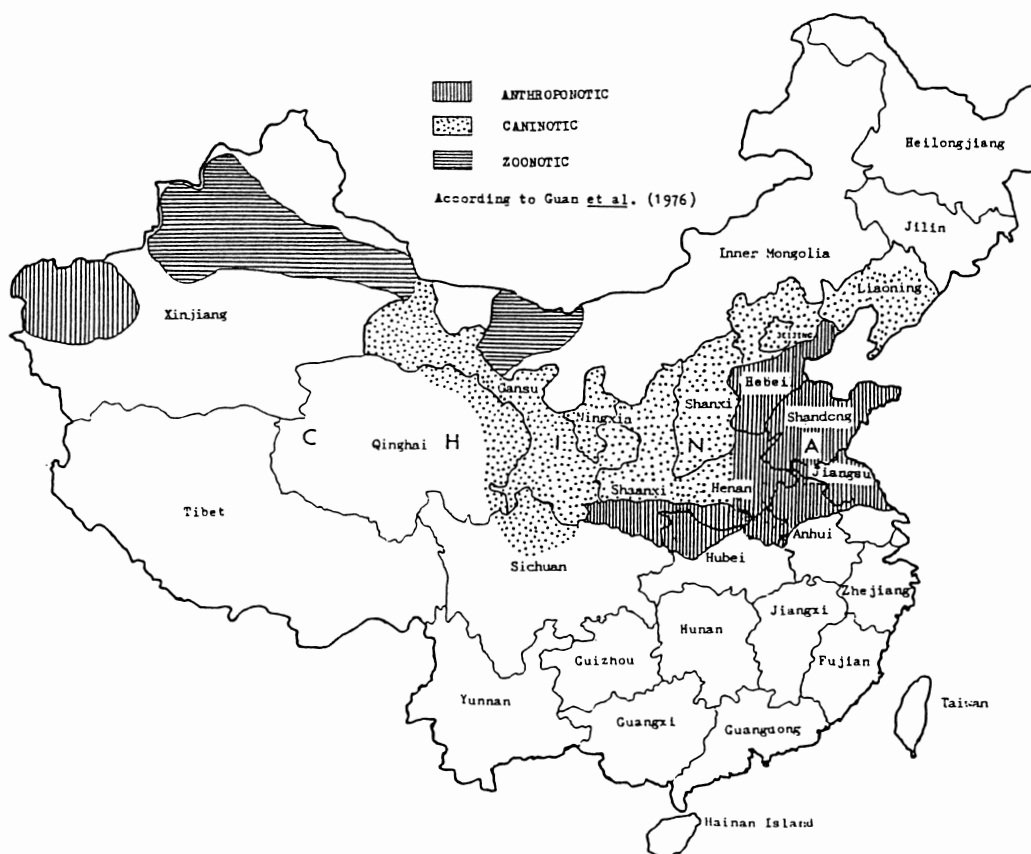 ANTHROPONOTIC
CANINOTIC
ZOONOTIC
According to Guan et al. (1976)
Heilongjiang
Jilin
Inner Mongolia
Liaoning
Xinjiang
BEIJING
Hebei
Gansu
Shanxi
Ningxia
Shandong
C
Qinghai
H
I
N
A
Jiangsu
Shaanxi
Henan
Tibet
Anhui
Hubei
Sichuan
Zhejiang
Jiangxi
Hunan
Guizhou
Fujian
Yunnan
Taiwan
Guangxi
Guangdong
Hainan Island